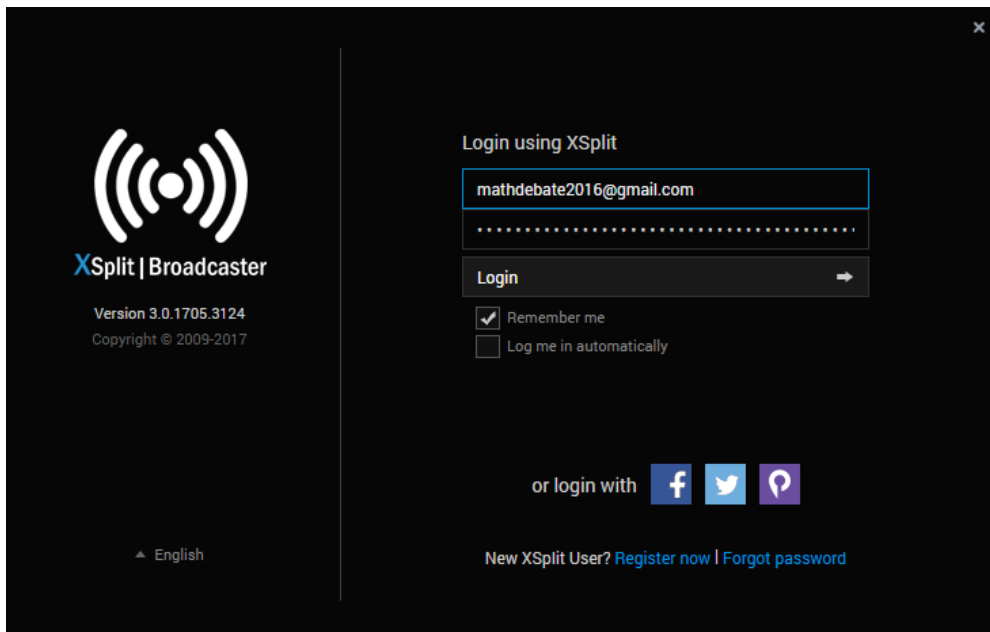 XSplit | Broadcaster
Version 3.0.1705.3124
Copyright © 2009-2017
English
Login using XSplit
mathdebate2016@gmail.com
Login
Remember me
Log me in automatically
or login with
New XSplit User? Register now | Forgot password